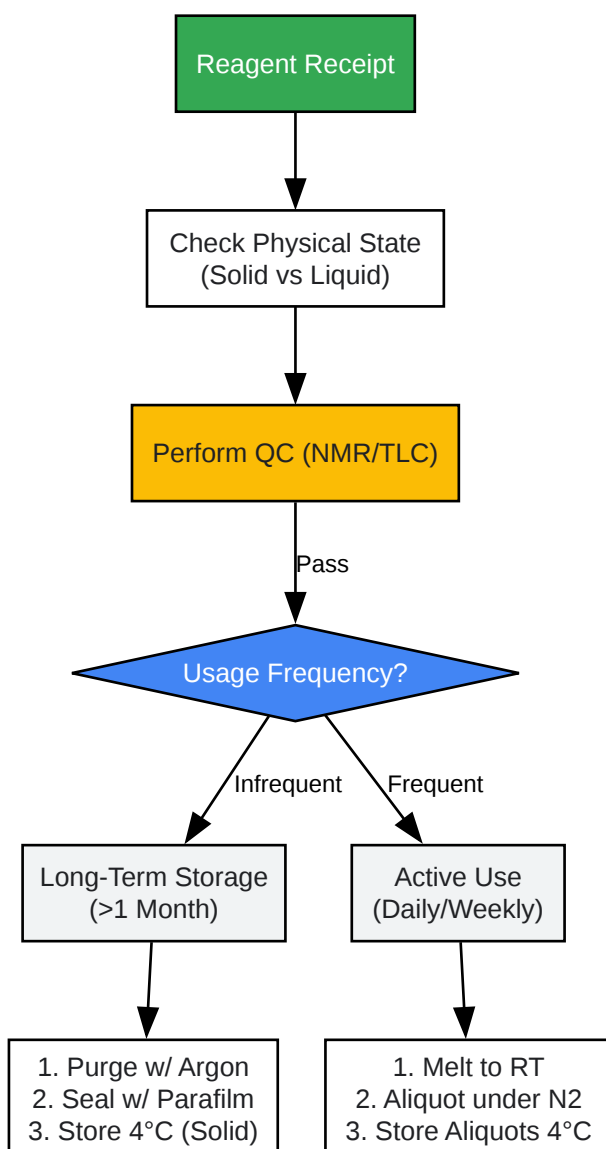 Reagent Receipt
Check Physical State
(Solid vs Liquid)
Perform QC (NMR/TLC)
Pass
Usage Frequency?
Infrequent
Frequent
Long-Term Storage
(>1 Month)
Active Use
(Daily/Weekly)
1. Purge w/ Argon
2. Seal w/ Parafilm
3. Store 4°C (Solid)
1. Melt to RT
2. Aliquot under N2
3. Store Aliquots 4°C